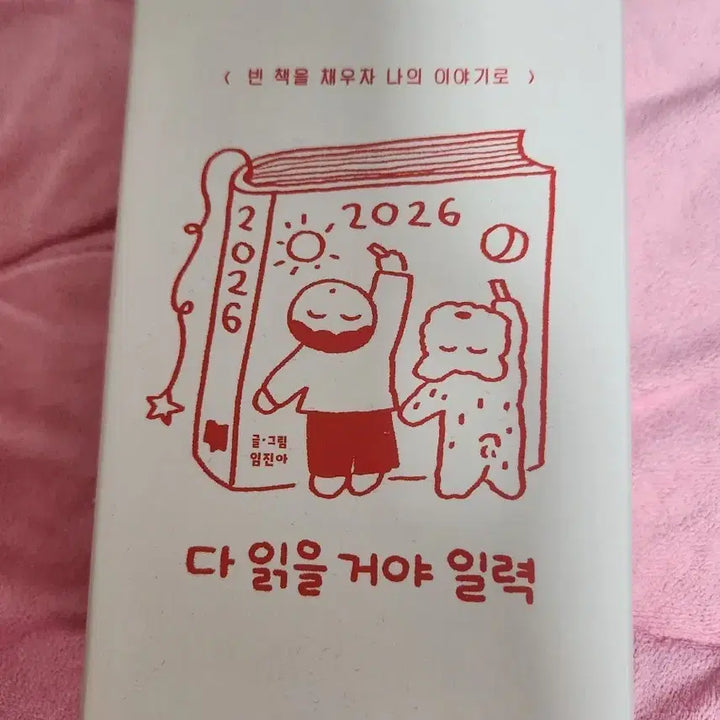 < 빈 책을 채우자 나의 이야기로 >
2026
2026
글·그림
임진아
다 읽을 거야 일력